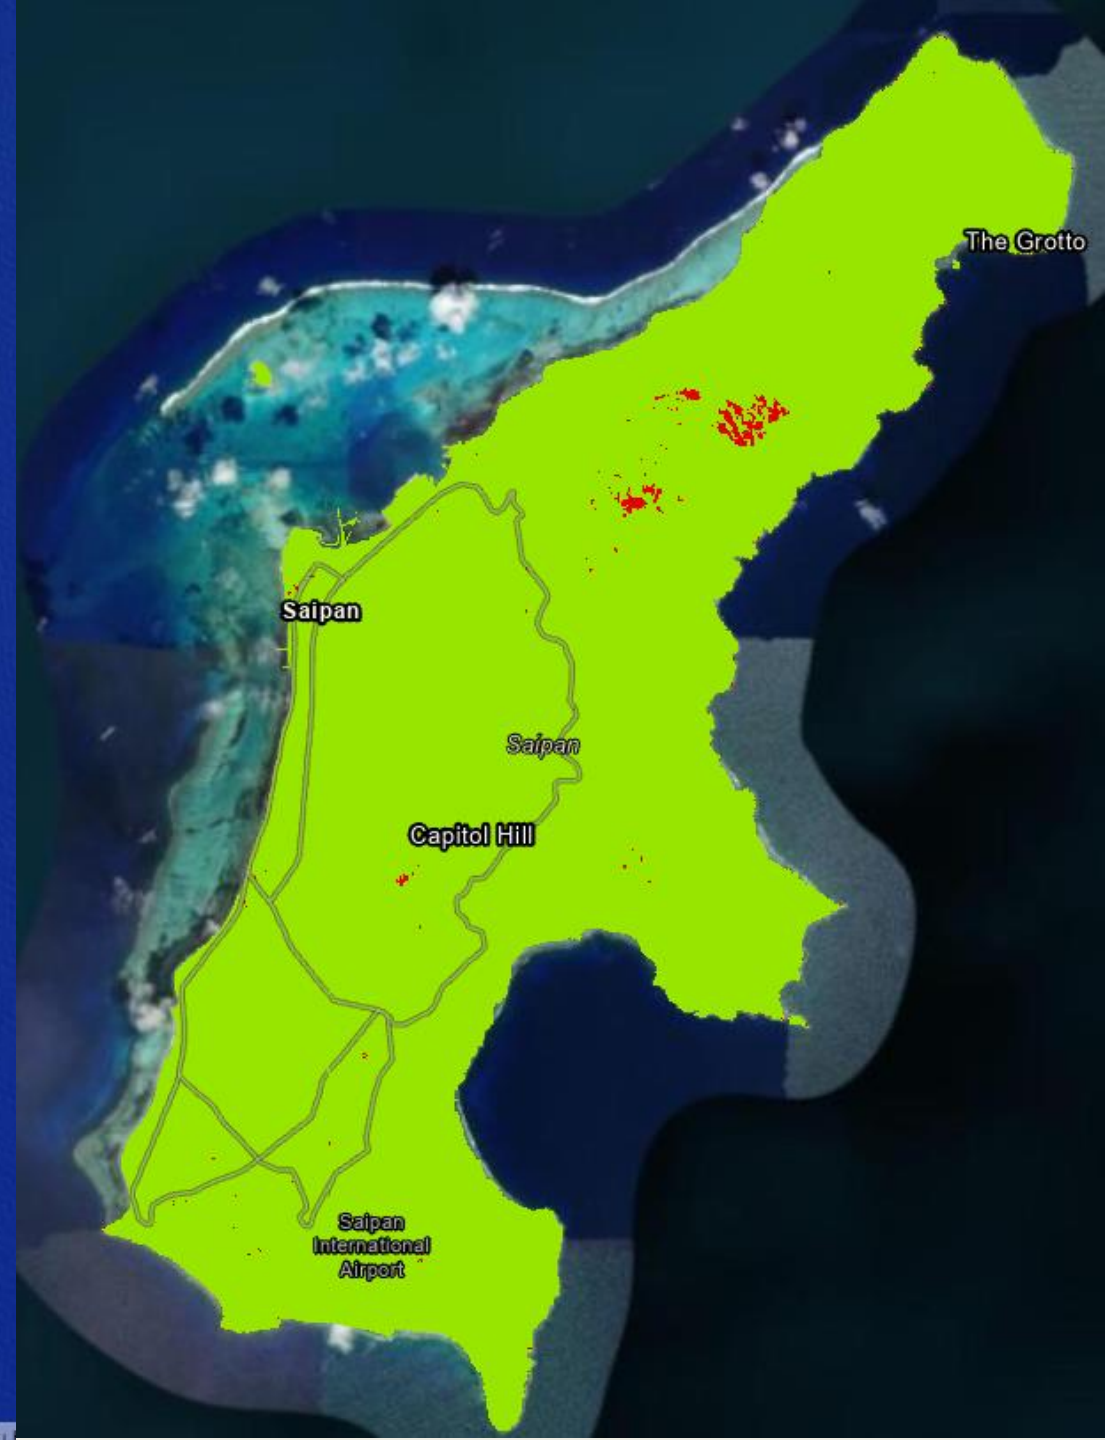 The Grotto
Saipan
Saipan
Capitol Hill
Saipan
International
Airport